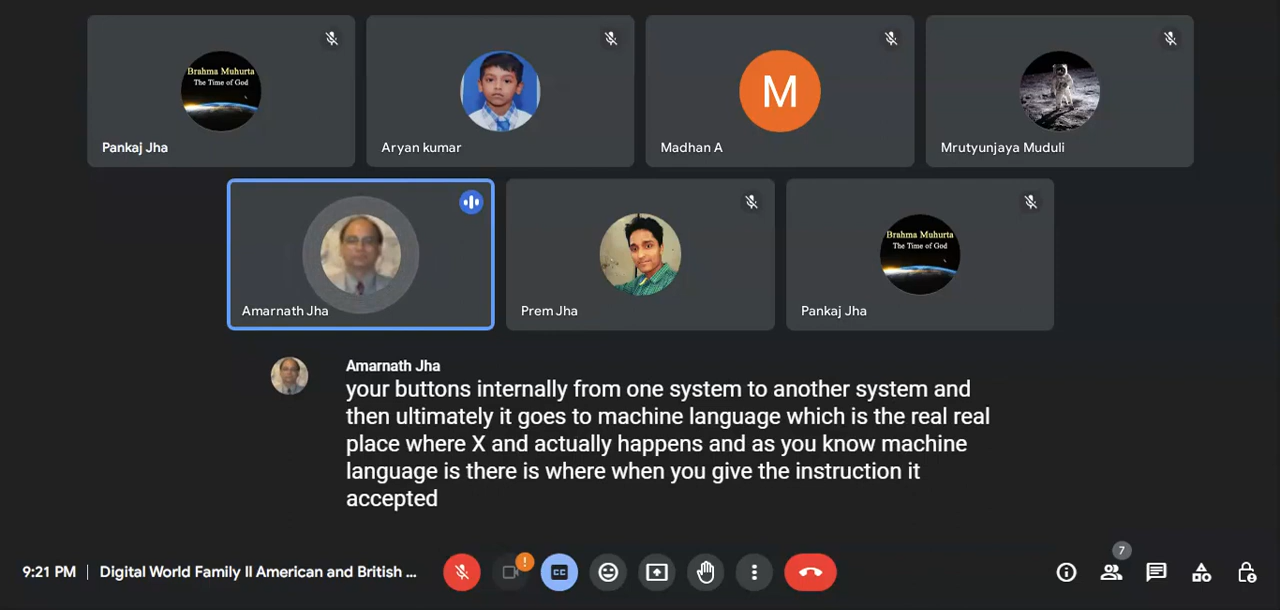 Brahma Muhurta
The Time of God
Pankaj Jha
Aryan kumar
M
Madhan A
Mrutyunjaya Muduli
Amarnath Jha
Prem Jha
Brahma Muhurta
The Time of God
Pankaj Jha
Amarnath Jha
your buttons internally from one system to another system and
then ultimately it goes to machine language which is the real real
place where X and actually happens and as you know machine
language is there is where when you give the instruction it
accepted
9:21 PM | Digital World Family II American and British ...
!
CC
7